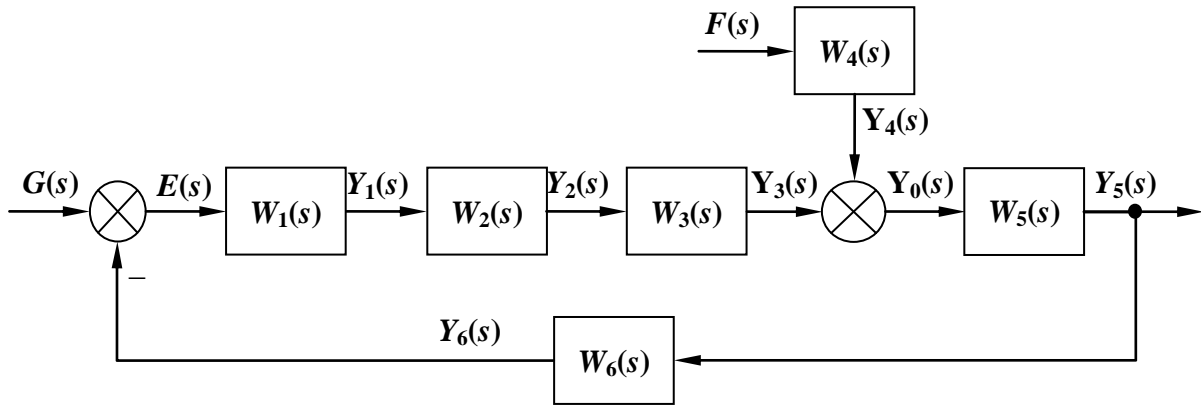 F(s)
W₄(s)
Y₄(s)
G(s)
E(s)
W₁(s)
Y₁(s)
W₂(s)
Y₂(s)
W₃(s)
Y₃(s)
Y₀(s)
W₅(s)
Y₅(s)
–
Y₆(s)
W₆(s)